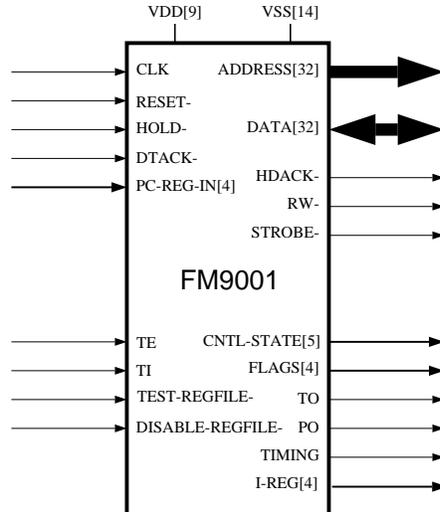 VDD[9] VSS[14]
CLK ADDRESS[32]
RESET-
HOLD- DATA[32]
DTACK-
PC-REG-IN[4] HDACK-
RW-
STROBE-
FM9001
TE CNTL-STATE[5]
TI FLAGS[4]
TEST-REGFILE- TO
DISABLE-REGFILE- PO
TIMING
I-REG[4]